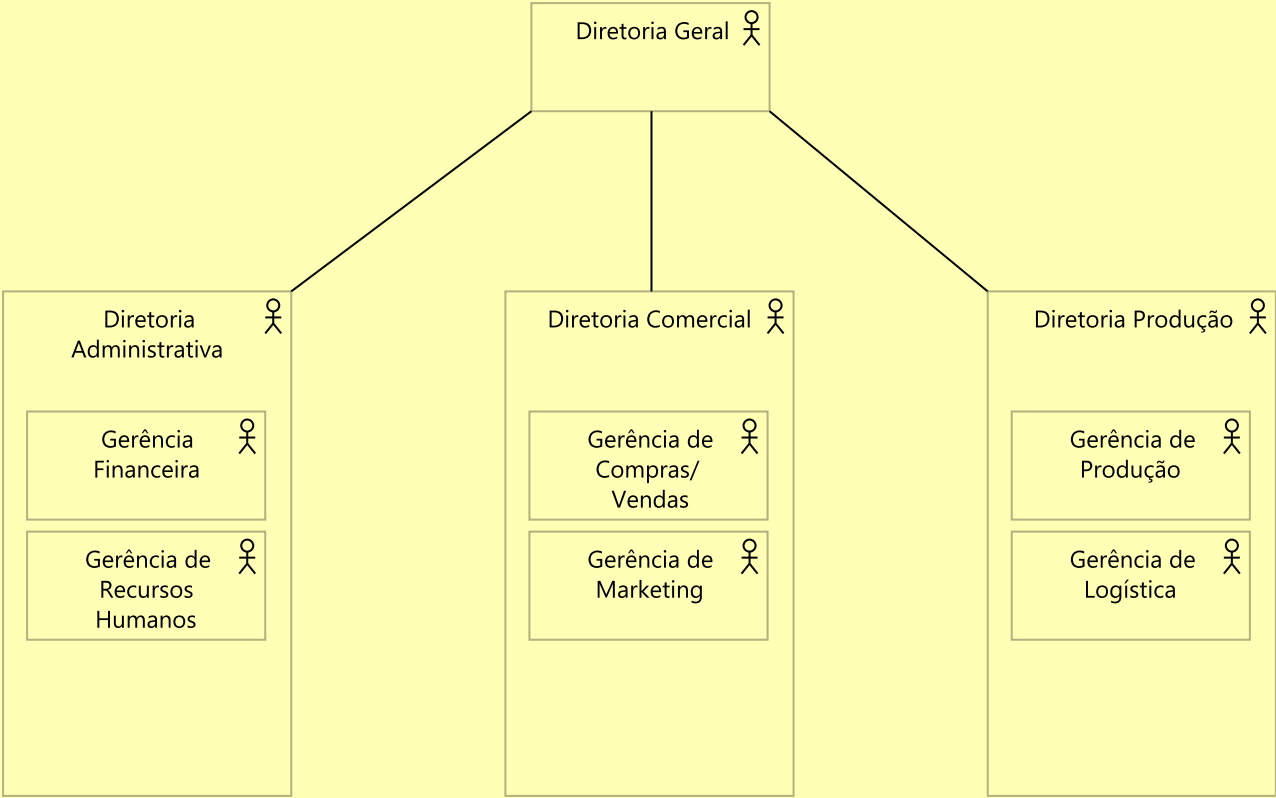 Diretoria Geral
Diretoria
Administrativa
Gerência
Financeira
Gerência de
Recursos
Humanos
Diretoria Comercial
Gerência de
Compras/
Vendas
Gerência de
Marketing
Diretoria Produção
Gerência de
Produção
Gerência de
Logística